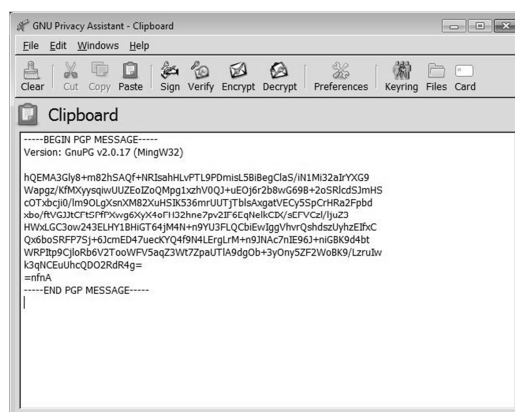 GNU Privacy Assistant - Clipboard
File Edit Windows Help
Clear Cut Copy Paste Sign Verify Encrypt Decrypt Preferences Keyring Files Card
Clipboard
-----BEGIN PGP MESSAGE-----
Version: GnuPG v2.0.17 (MingW32)
hQEMA3Gly8+m82hSAQf+NRIsahHLvPTL9PDmisL5BiBegClaS/iN1Mi32aIrYXG9
Wapgz/KfMXyysqiwUUZEoIZoQMpg1xzhV0QJ+uEOj6r2b8wG69B+2oSRlcdSJmHS
cOTxbcji0/lm9OLgXsnXM82XuHSIK536mrUUTjTblsAxgatVECy5SpCrHRa2Fpbd
HWxLGC3ow243ELHY1BHiGT64jM4N+n9YU3FLQCbiEwIggVhvrQshdszUyhzEIfxC
Qx6boSRFP7Sj+6JcmED47ueckYQ4f9N4LErgLrM+n9JNAc7nIE96J+niGBK9d4bt
WRPItp9CjloRb6V2TooWFV5aqZ3Wt7ZpaUTlA9dgOb+3yOny5ZF2WoBK9/LzruIw
k3qNCEuUhcQDO2RdR4g=
=nfnA
-----END PGP MESSAGE-----